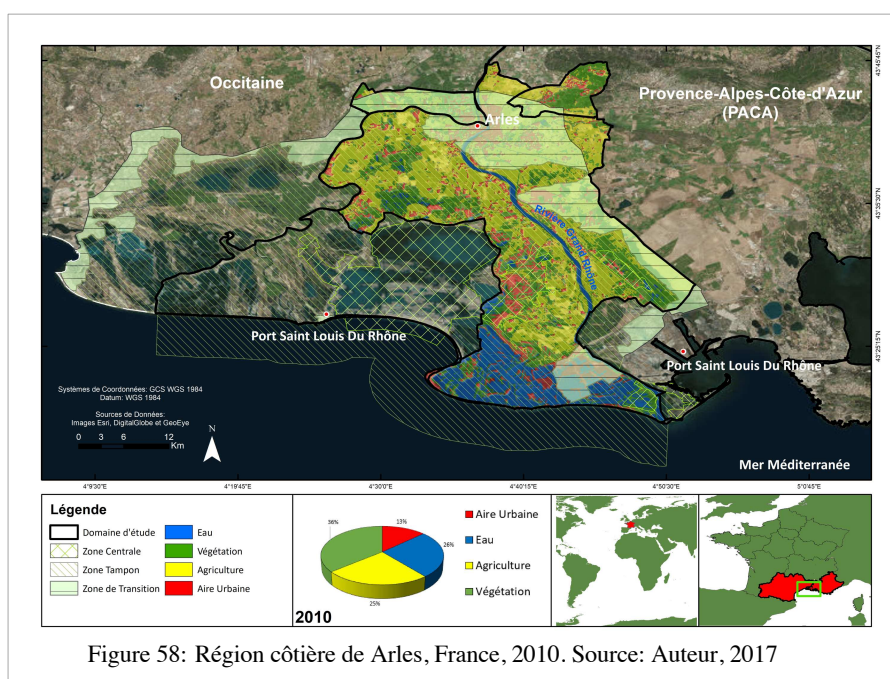 Occitaine
Provence-Alpes-Côte-d'Azur
(PACA)
Arles
Rivière Grand Rhône
Port Saint Louis Du Rhône
Port Saint Louis Du Rhône
Systèmes de Coordonnées: GCS WGS 1984
Datum: WGS 1984
Sources de Données:
Images Esri, DigitalGlobe et GeoEye
0 3 6 12
Km
N
Mer Méditerranée
43°45'45"N
43°35'30"N
43°25'15"N
4°9'30"E 4°19'45"E 4°30'0"E 4°40'15"E 4°50'30"E 5°0'45"E
Légende
Domaine d'étude
Zone Centrale
Zone Tampon
Zone de Transition
Eau
Végétation
Agriculture
Aire Urbaine
36%
13%
26%
25%
2010
Aire Urbaine
Eau
Agriculture
Végétation
Figure 58: Région côtière de Arles, France, 2010. Source: Auteur, 2017